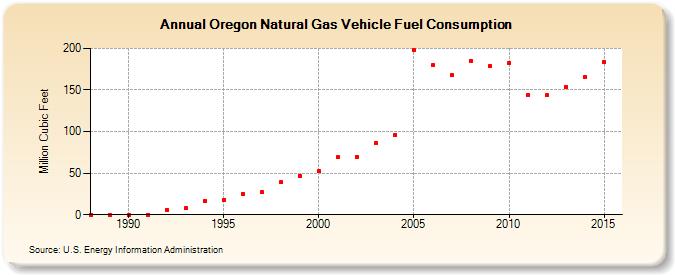 Annual Oregon Natural Gas Vehicle Fuel Consumption
Million Cubic Feet
200
150
100
50
0
1990 1995 2000 2005 2010 2015
Source: U.S. Energy Information Administration